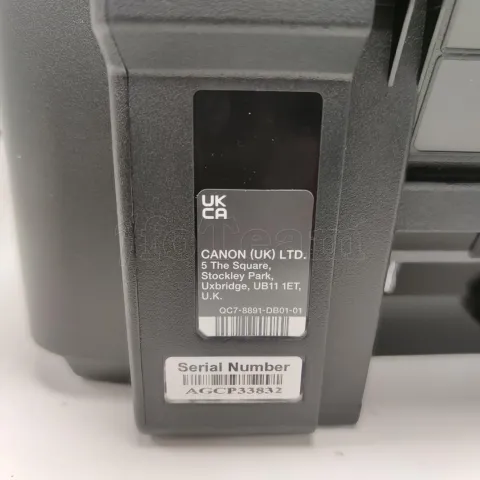 UK
CA
CANON (UK) LTD.
5 The Square,
Stockley Park,
Uxbridge, UB11 1ET,
U.K.
QC7-8891-DB01-01
Serial Number
AGCP33832